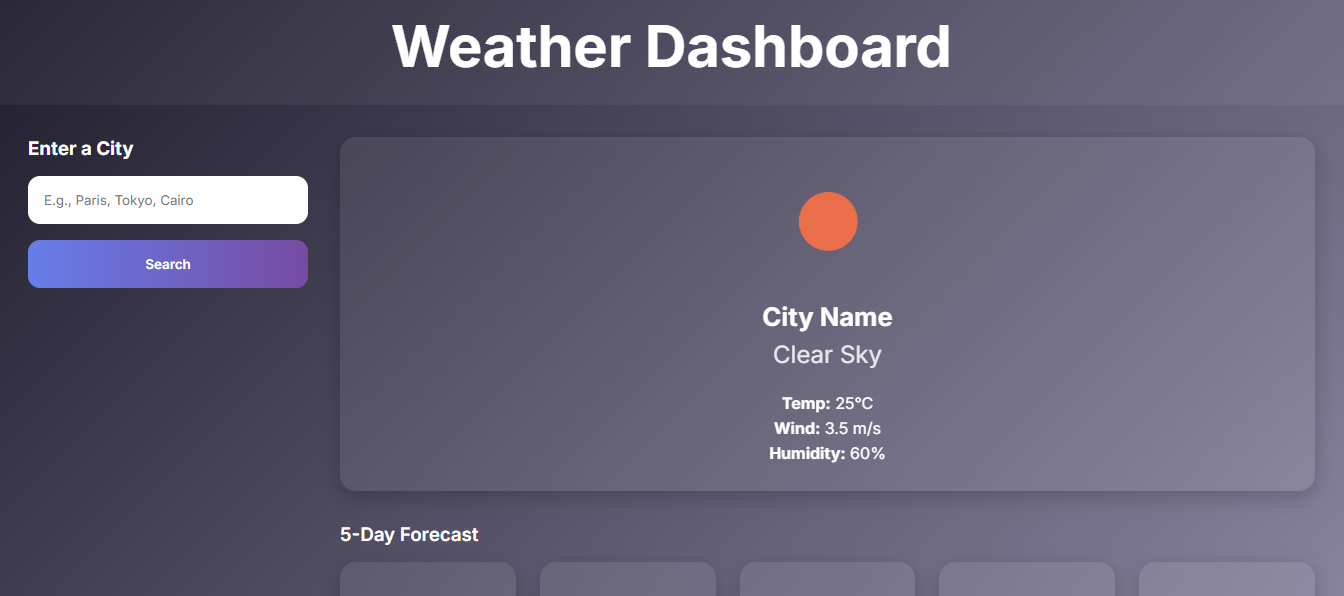 Weather Dashboard
Enter a City
E.g., Paris, Tokyo, Cairo
Search
City Name
Clear Sky
Temp: 25°C
Wind: 3.5 m/s
Humidity: 60%
5-Day Forecast